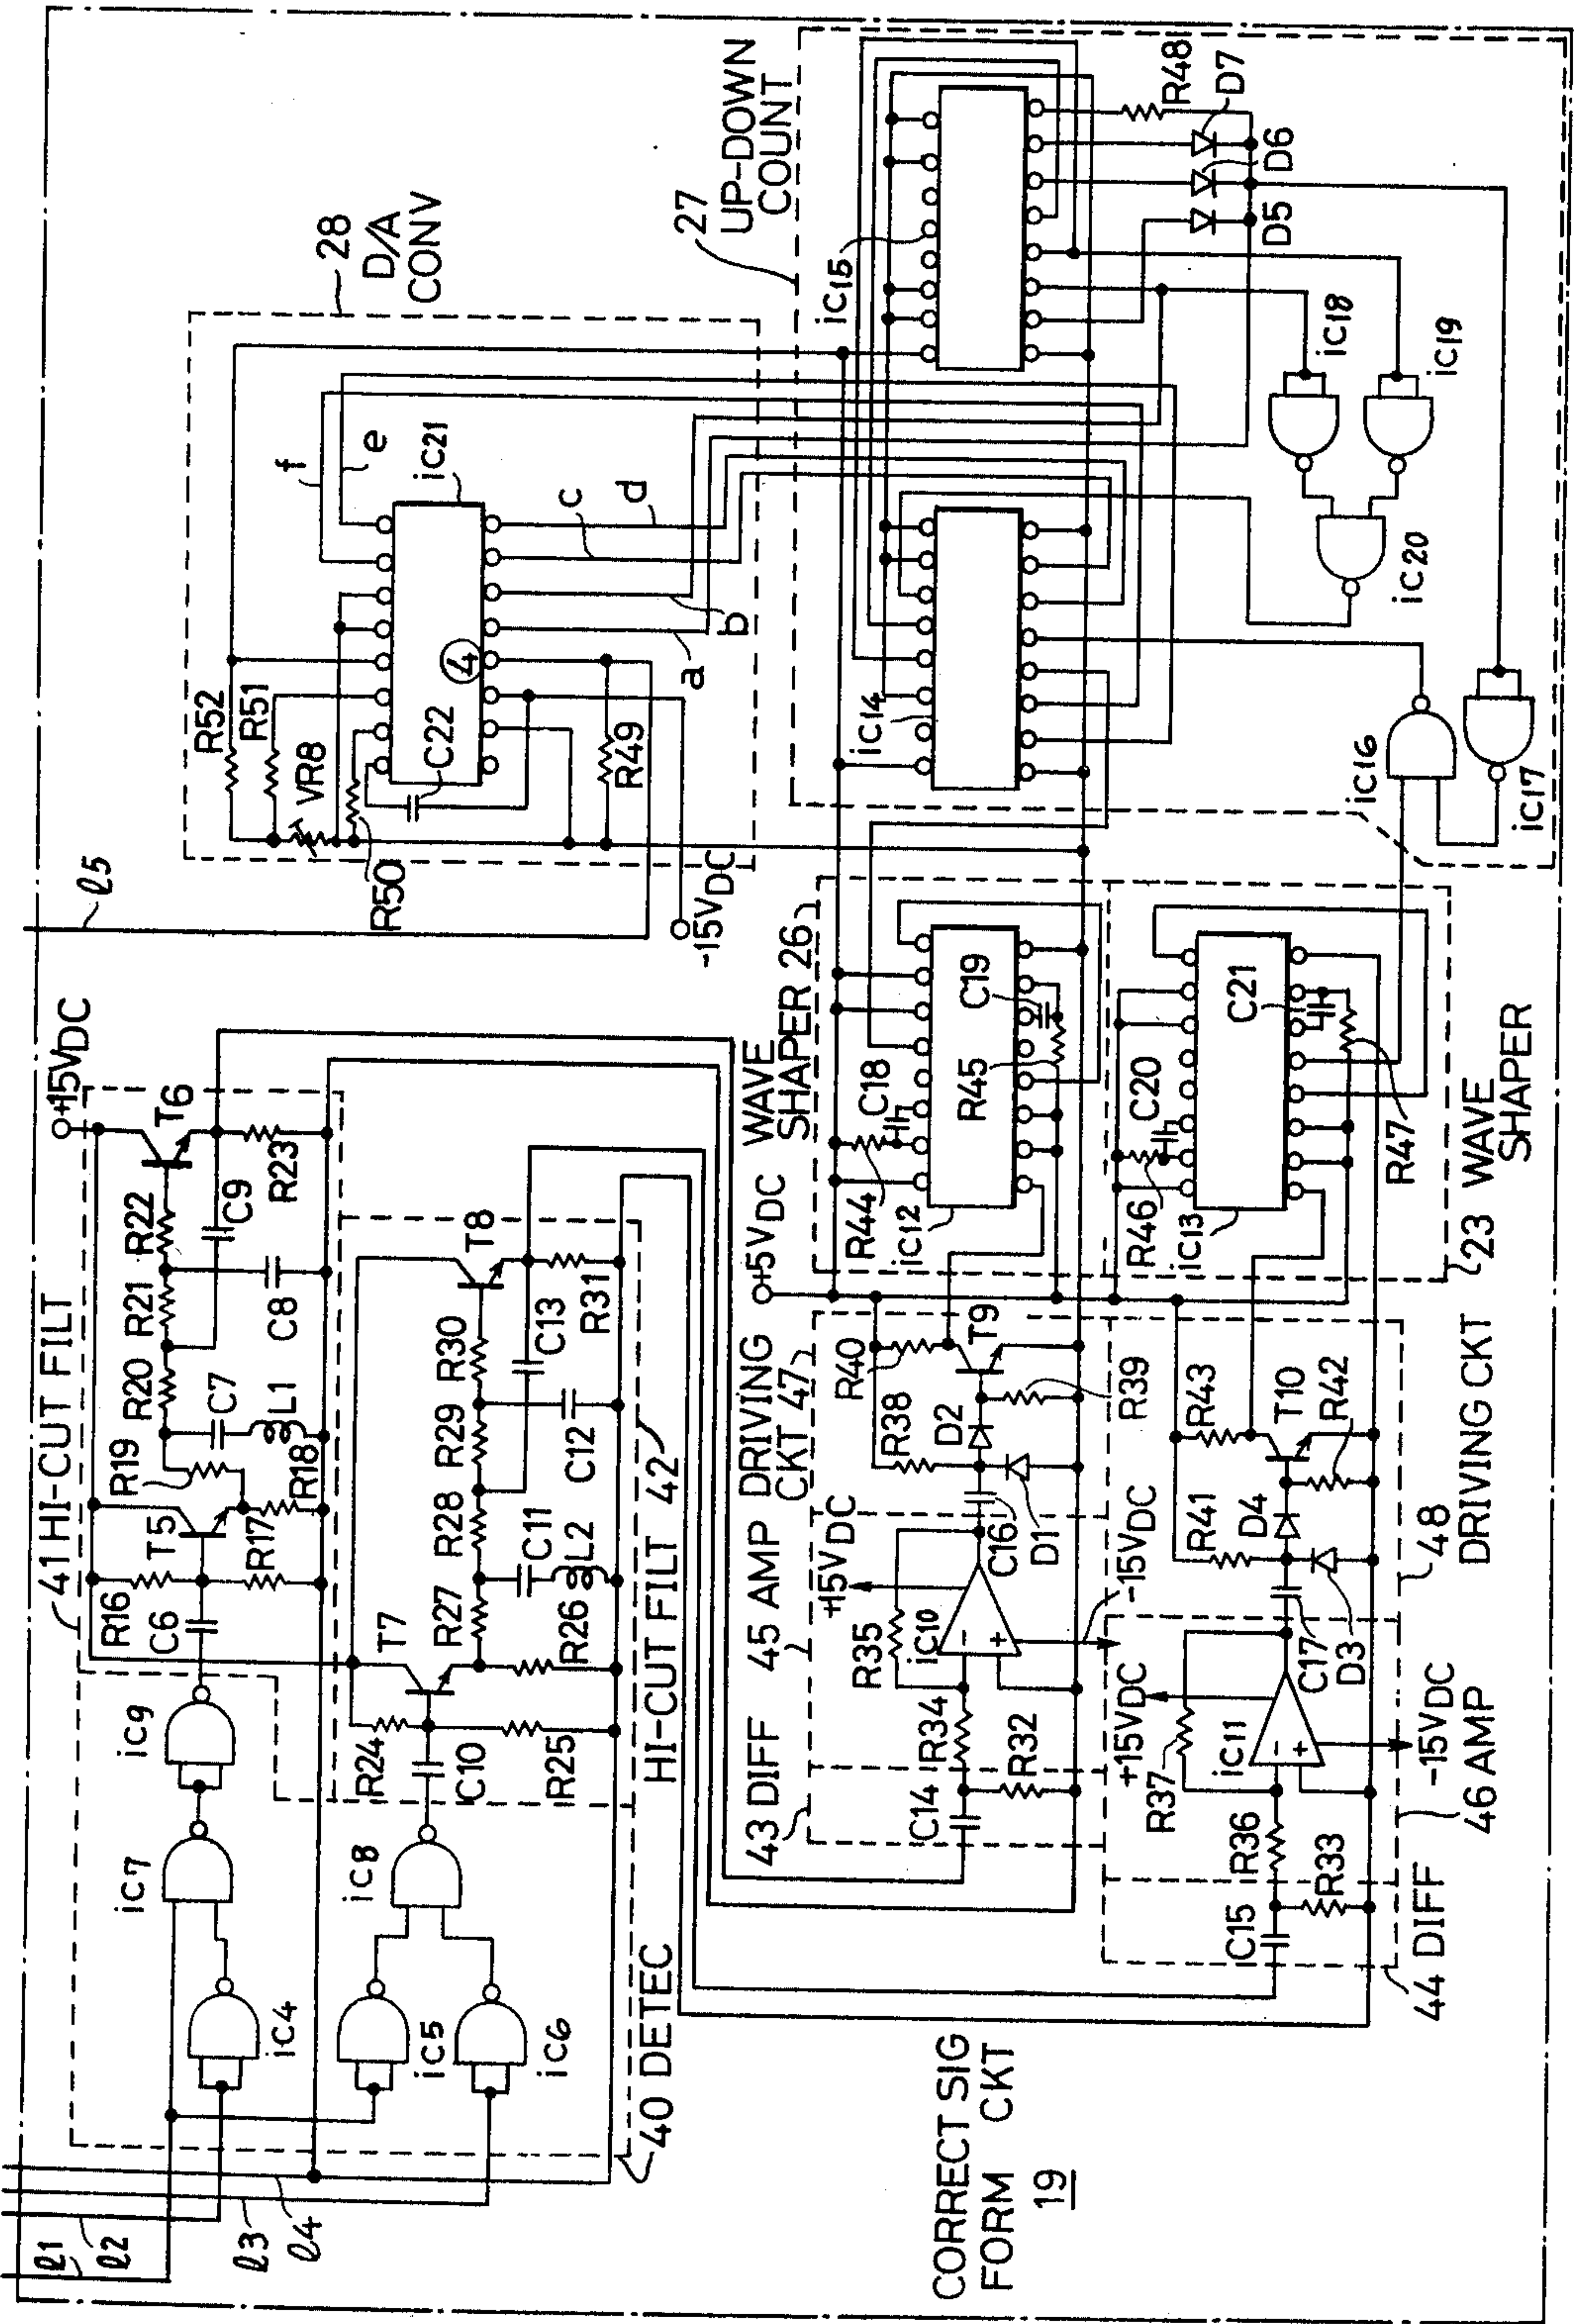 41 HI-CUT FILT
+15VDC
R16
T5
R19
R20
R21
R22
T6
C6
R17
R18
C7
L1
C8
C9
R23
iC9
iC7
iC4
ℓ1
ℓ2
ℓ3
ℓ4
ℓ5
iC8
iC5
iC6
40 DETEC
R24
T7
R27
R28
R29
R30
T8
C10
R25
R26
C11
L2
C12
C13
R31
HI-CUT FILT 42
28
D/A
CONV
R52
R51
VR8
R50
C22
④
iC21
f
e
a
b
c
d
R49
-15VDC
43 DIFF
45 AMP
DRIVING
CKT 47
+5VDC
WAVE
SHAPER 26
C14
R34
R32
R35
iC10
−
+
+15VDC
-15VDC
C16
D1
R38
D2
R40
T9
R39
R44
iC12
C18
R45
C19
27
UP-DOWN
COUNT
iC14
iC15
R48
D7
D6
D5
iC18
iC19
iC20
iC16
iC17
44 DIFF
46 AMP
48
DRIVING CKT
23 WAVE
SHAPER
C15
R36
R33
R37
iC11
−
+
+15VDC
-15VDC
C17
D3
R41
D4
R43
T10
R42
R46
iC13
C20
C21
R47
CORRECT SIG
FORM CKT
19